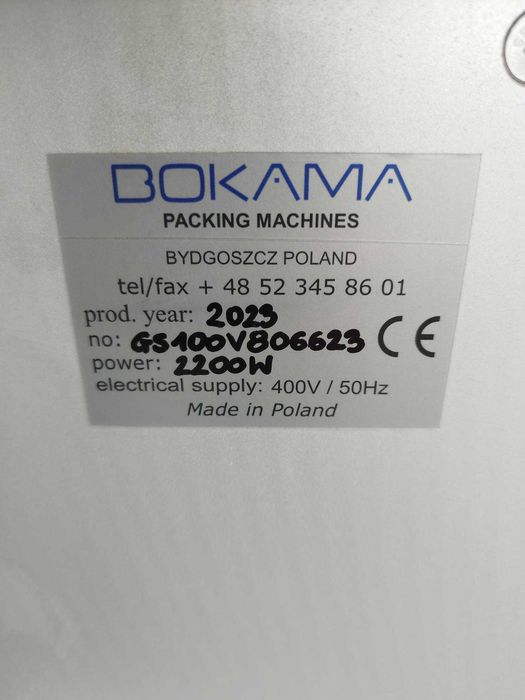 BOKAMA
PACKING MACHINES
BYDGOSZCZ POLAND
tel/fax + 48 52 345 86 01
prod. year: 2023
no: GS100V806623 CE
power: 2200W
electrical supply: 400V / 50Hz
Made in Poland